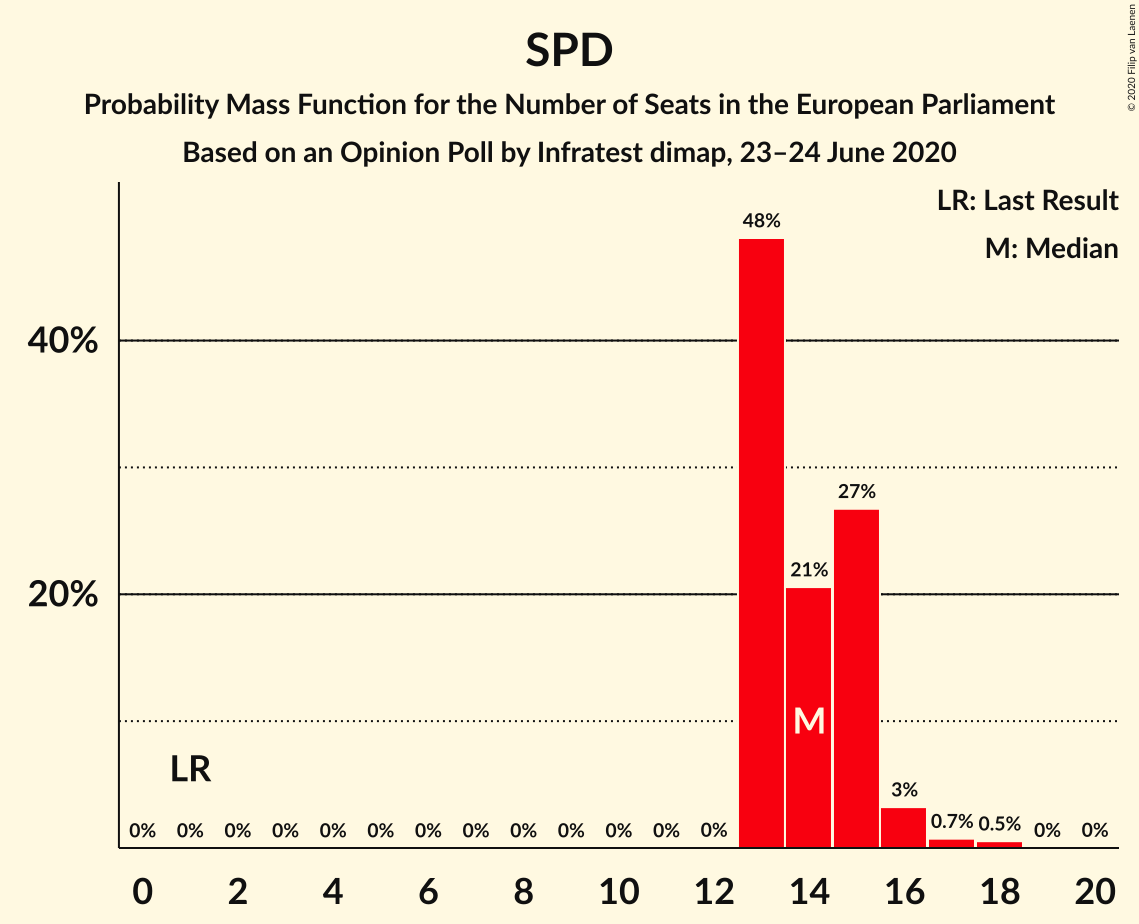 SPD
Probability Mass Function for the Number of Seats in the European Parliament
Based on an Opinion Poll by Infratest dimap, 23–24 June 2020
© 2020 Filip van Laenen
LR: Last Result
M: Median
48%
40%
27%
21%
20%
M
LR
3%
0% 0% 0% 0% 0% 0% 0% 0% 0% 0% 0% 0% 0% 0.7% 0.5% 0% 0%
0 2 4 6 8 10 12 14 16 18 20